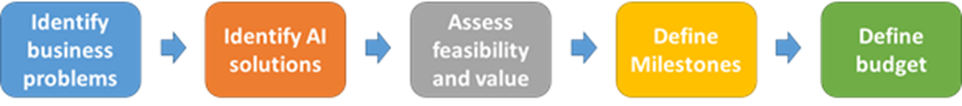 Identify
business
problems
Identify AI
solutions
Assess
feasibility
and value
Define
Milestones
Define
budget